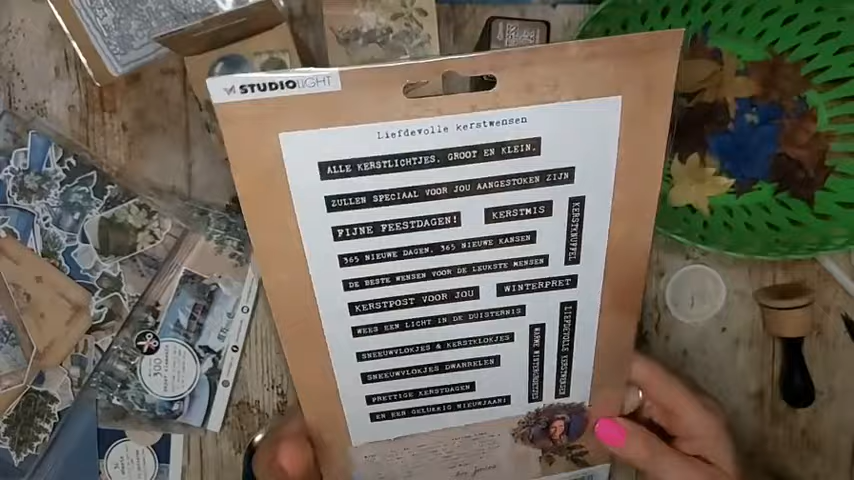 STUDIOLIGHT
Liefdevolle kerstwensen
ALLE KERSTLICHTJES, GROOT EN KLEIN,
ZULLEN SPECIAAL VOOR JOU AANGESTOKEN ZIJN
FIJNE FEESTDAGEN! KERSTMIS
KERSTKNUFFEL
365 NIEUWE DAGEN, 365 NIEUWE KANSEN
DE BESTE WENSEN VOOR DE LEUKSTE MENSEN
KERSTPOST VOOR JOU WINTERPRET
WEES EEN LICHT IN DE DUISTERNIS
SNEEUWVLOKJES & KERSTKLOKJES
SNEEUWVLOKJES DWARRELEN
PRETTIGE KERSTDAGEN
EN EEN GELUKKIG NIEUWJAAR
WARME WINTERGROETJES
LIEFDEVOLLE KERSTWENSEN
300